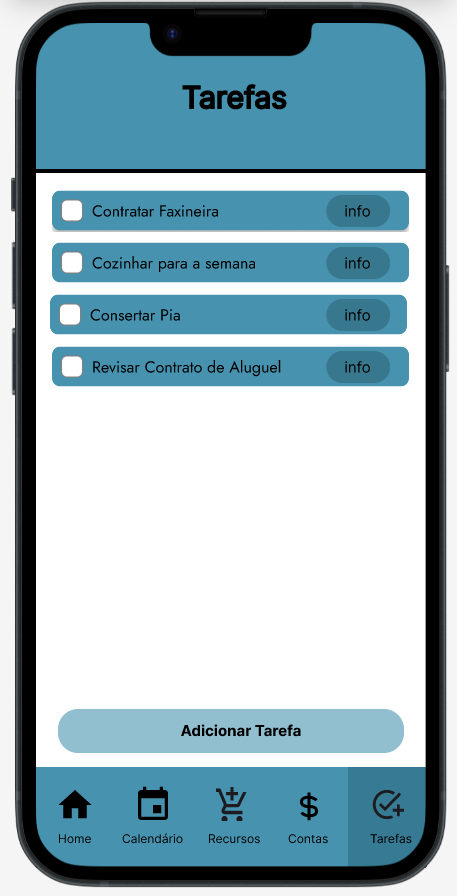 Tarefas
Contratar Faxineira info
Cozinhar para a semana info
Consertar Pia info
Revisar Contrato de Aluguel info
Adicionar Tarefa
Home Calendário Recursos Contas Tarefas